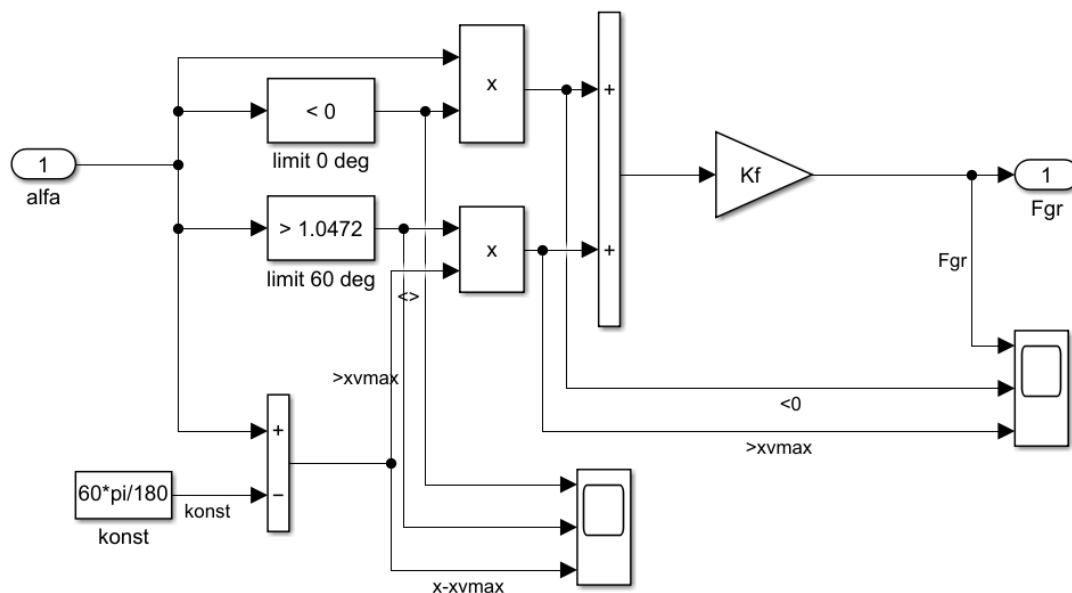 x
< 0
limit 0 deg
+
1
alfa
Kf
1
Fgr
> 1.0472
limit 60 deg
x
+
Fgr
<>
>xvmax
<0
+
>xvmax
60*pi/180
konst
−
konst
x-xvmax